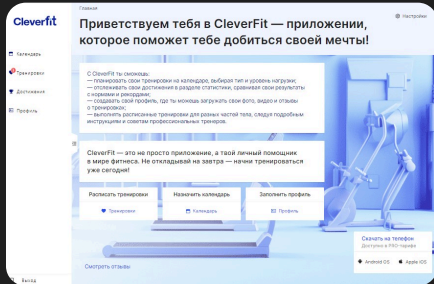 Главная
Cleverfit
Приветствуем тебя в CleverFit — приложении,
которое поможет тебе добиться своей мечты!
Настройки
Календарь
Тренировки
Достижения
Профиль
С CleverFit ты сможешь:
— планировать свои тренировки на календаре, выбирая тип и уровень нагрузки;
— отслеживать свои достижения в разделе статистики, сравнивая свои результаты
с нормами и рекордами;
— создавать свой профиль, где ты можешь загружать свои фото, видео и отзывы
о тренировках;
— выполнять расписанные тренировки для разных частей тела, следуя подробным
инструкциям и советам профессиональных тренеров.
CleverFit — это не просто приложение, а твой личный помощник
в мире фитнеса. Не откладывай на завтра — начни тренироваться
уже сегодня!
Расписать тренировки
Назначить календарь
Заполнить профиль
Тренировки
Календарь
Профиль
Смотреть отзывы
Скачать на телефон
Доступно в PRO-тарифе
Android OS
Apple iOS
Выход